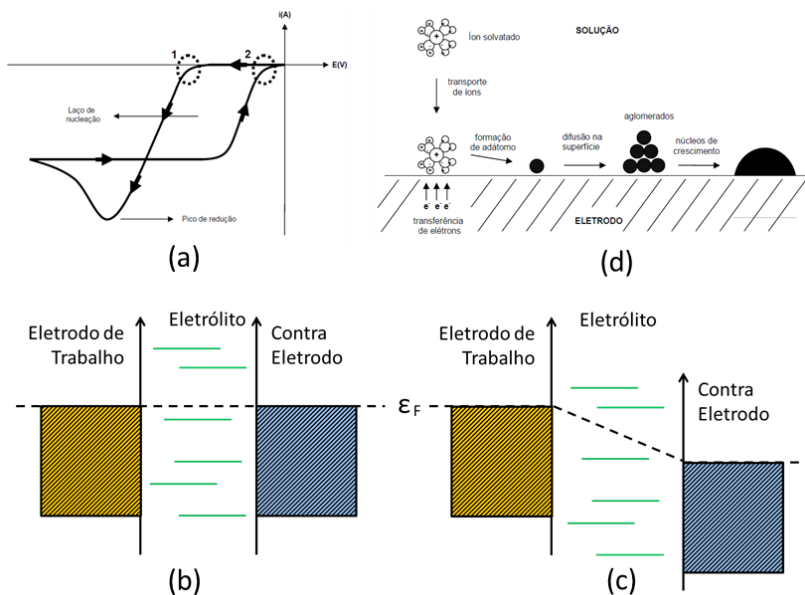 i(A)
1
2
E(V)
Laço de
nucleação
Pico de redução
(a)
Íon solvatado
SOLUÇÃO
transporte
de íons
formação
de adátomo
difusão na
superfície
aglomerados
núcleos de
crescimento
e- e- e-
transferência
de elétrons
ELETRODO
(d)
Eletrodo de
Trabalho
Eletrólito
Contra
Eletrodo
εF
(b)
Eletrodo de
Trabalho
Eletrólito
Contra
Eletrodo
(c)